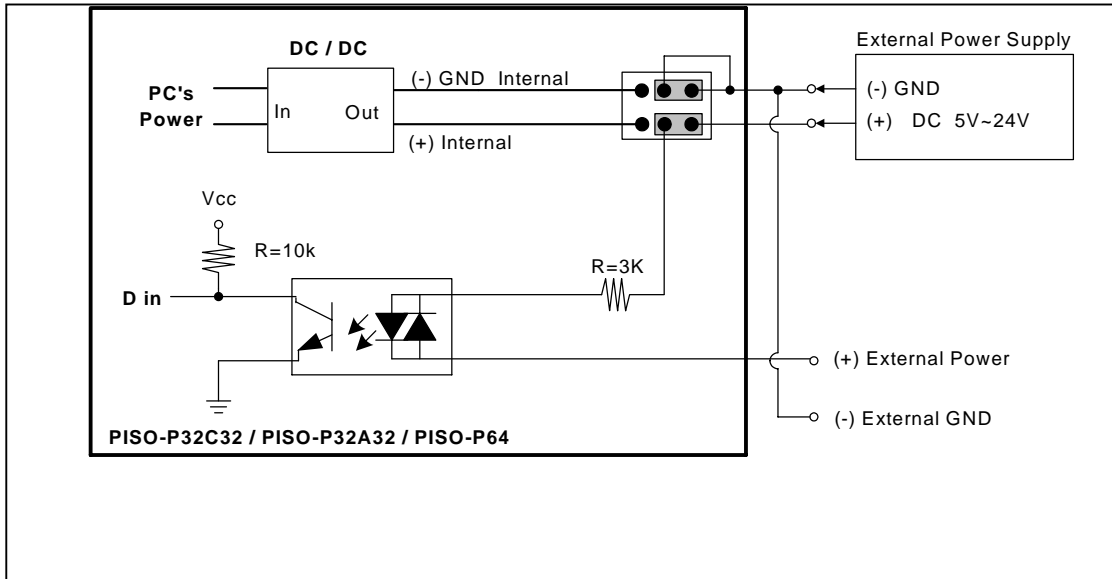 DC / DC
External Power Supply
PC's
Power
In
Out
(-) GND Internal
(+) Internal
(-) GND
(+) DC 5V~24V
Vcc
R=10k
D in
R=3K
(+) External Power
(-) External GND
PISO-P32C32 / PISO-P32A32 / PISO-P64